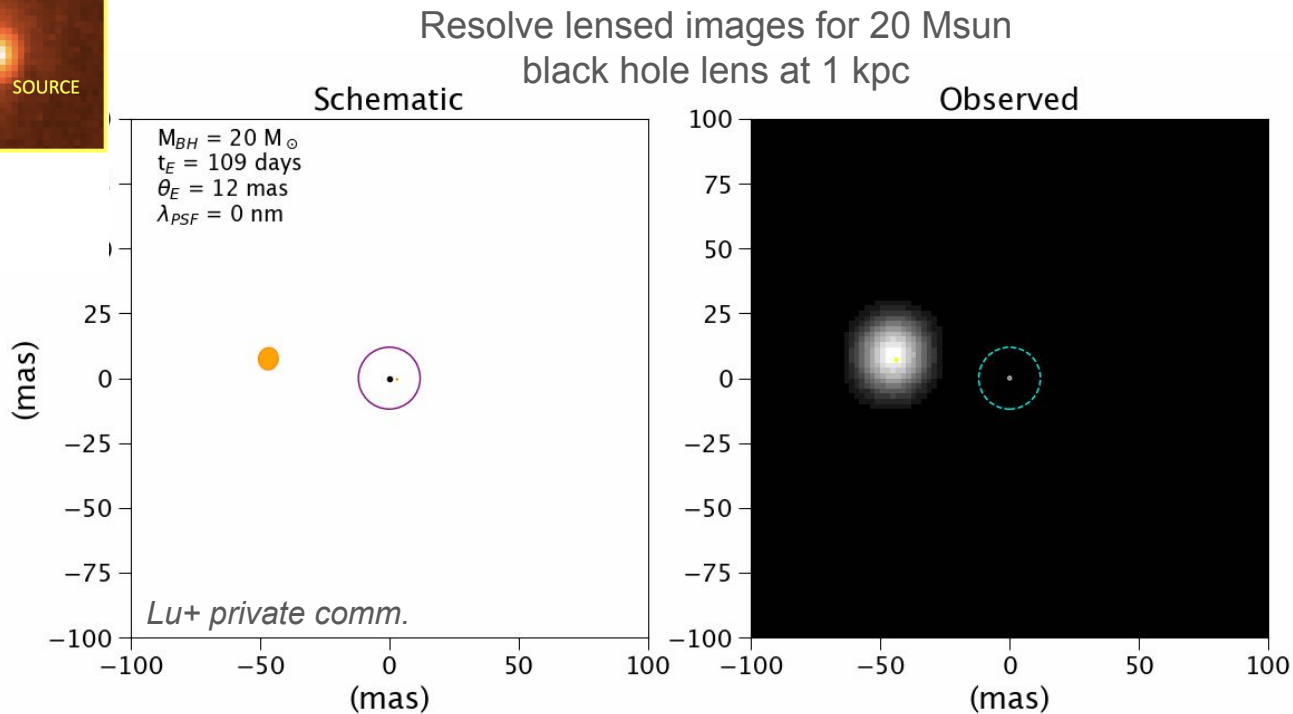 Resolve lensed images for 20 Msun
black hole lens at 1 kpc
SOURCE
Schematic
M_BH = 20 M_☉
t_E = 109 days
θ_E = 12 mas
λ_PSF = 0 nm
25
0
−25
−50
−75
−100
(mas)
Lu+ private comm.
−100 −50 0 50 100
(mas)
Observed
100
75
50
25
0
−25
−50
−75
−100
−100 −50 0 50 100
(mas)